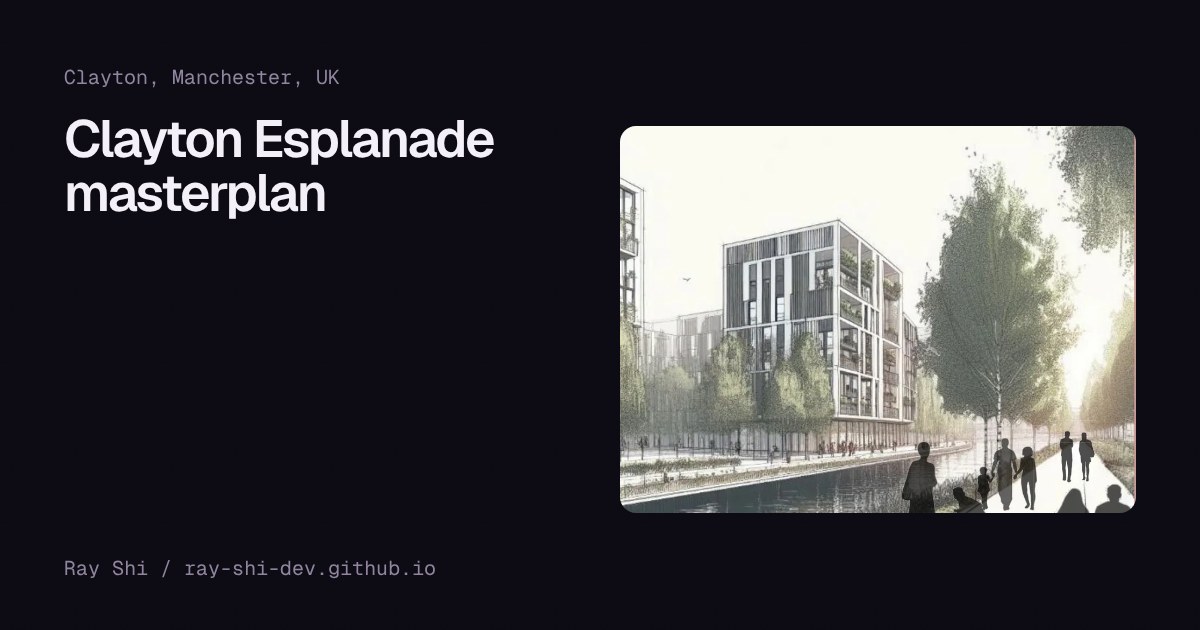 Clayton, Manchester, UK
Clayton Esplanade
masterplan
Ray Shi / ray-shi-dev.github.io